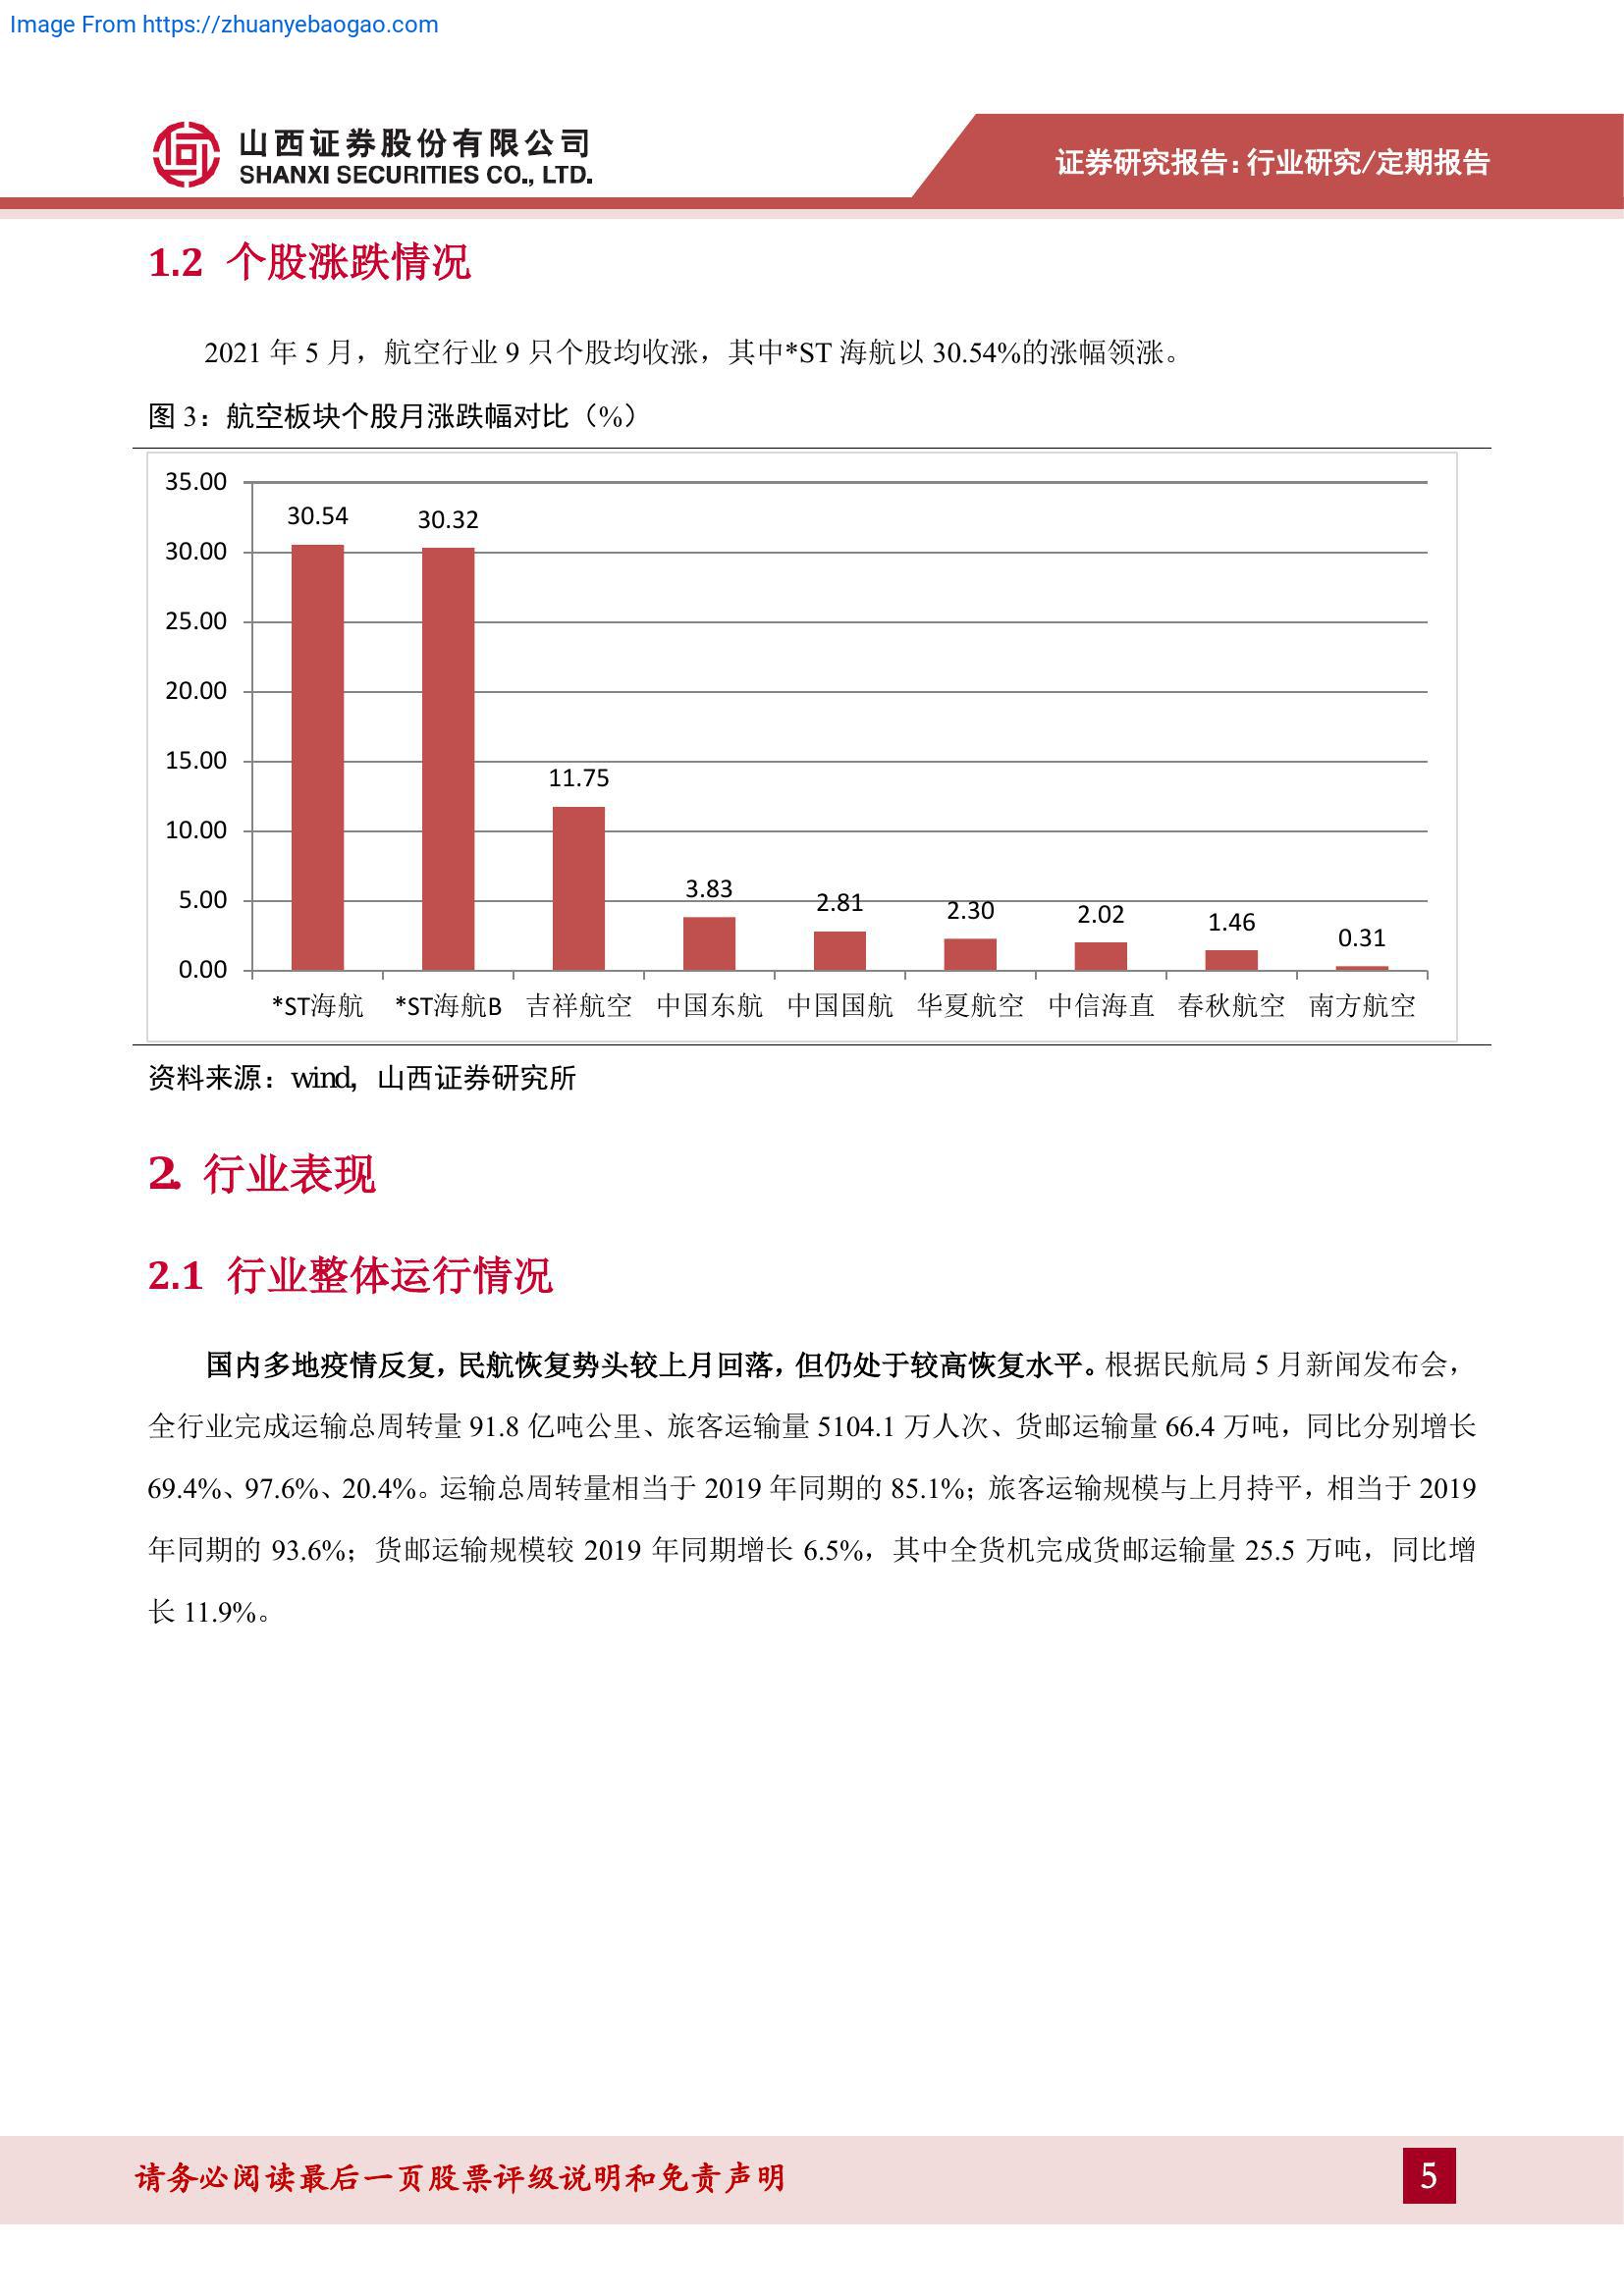 Image From https://zhuanyebaogao.com
山西证券股份有限公司
SHANXI SECURITIES CO., LTD.
证券研究报告:行业研究/定期报告
1.2 个股涨跌情况
2021 年 5 月，航空行业 9 只个股均收涨，其中*ST 海航以 30.54%的涨幅领涨。
图 3：航空板块个股月涨跌幅对比（%）
35.00
30.00
25.00
20.00
15.00
10.00
5.00
0.00
30.54
30.32
11.75
3.83
2.81
2.30
2.02
1.46
0.31
*ST海航 *ST海航B 吉祥航空 中国东航 中国国航 华夏航空 中信海直 春秋航空 南方航空
资料来源：wind，山西证券研究所
2. 行业表现
2.1 行业整体运行情况
国内多地疫情反复，民航恢复势头较上月回落，但仍处于较高恢复水平。根据民航局 5 月新闻发布会，
全行业完成运输总周转量 91.8 亿吨公里、旅客运输量 5104.1 万人次、货邮运输量 66.4 万吨，同比分别增长
69.4%、97.6%、20.4%。运输总周转量相当于 2019 年同期的 85.1%；旅客运输规模与上月持平，相当于 2019
年同期的 93.6%；货邮运输规模较 2019 年同期增长 6.5%，其中全货机完成货邮运输量 25.5 万吨，同比增
长 11.9%。
请务必阅读最后一页股票评级说明和免责声明
5